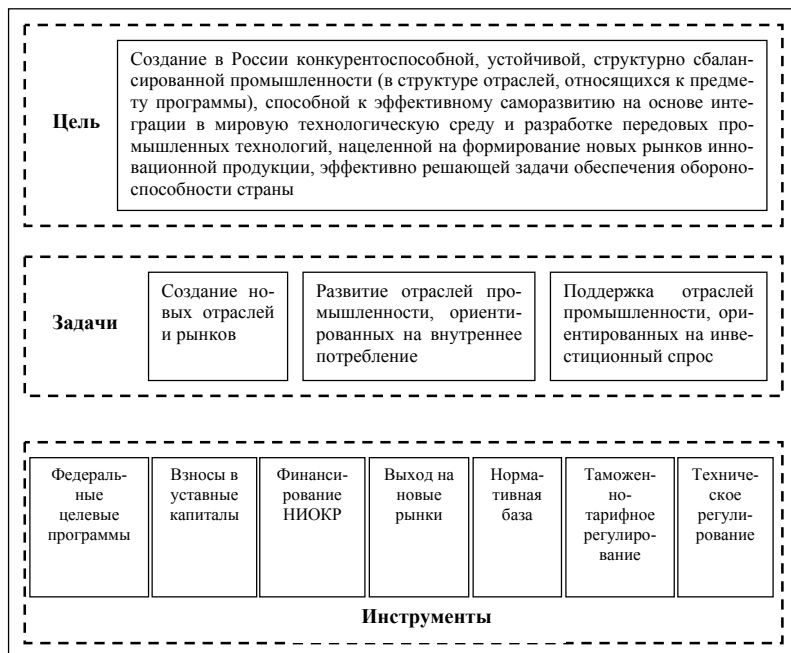 Цель
Создание в России конкурентоспособной, устойчивой, структурно сбалан-
сированной промышленности (в структуре отраслей, относящихся к предме-
ту программы), способной к эффективному саморазвитию на основе инте-
грации в мировую технологическую среду и разработке передовых про-
мышленных технологий, нацеленной на формирование новых рынков инно-
вационной продукции, эффективно решающей задачи обеспечения обороно-
способности страны
Задачи
Создание но-
вых отраслей
и рынков
Развитие отраслей про-
мышленности, ориенти-
рованных на внутреннее
потребление
Поддержка отраслей
промышленности, ори-
ентированных на инве-
стиционный спрос
Федераль-
ные
целевые
программы
Взносы в
уставные
капиталы
Финанси-
рование
НИОКР
Выход на
новые
рынки
Нормативная
база
Таможен-
но-
тарифное
регулиро-
вание
Техниче-
ское
регули-
рование
Инструменты